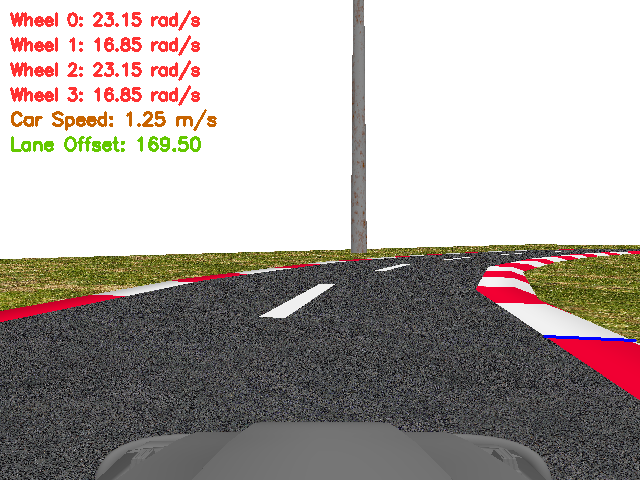 Wheel 0: 23.15 rad/s
Wheel 1: 16.85 rad/s
Wheel 2: 23.15 rad/s
Wheel 3: 16.85 rad/s
Car Speed: 1.25 m/s
Lane Offset: 169.50